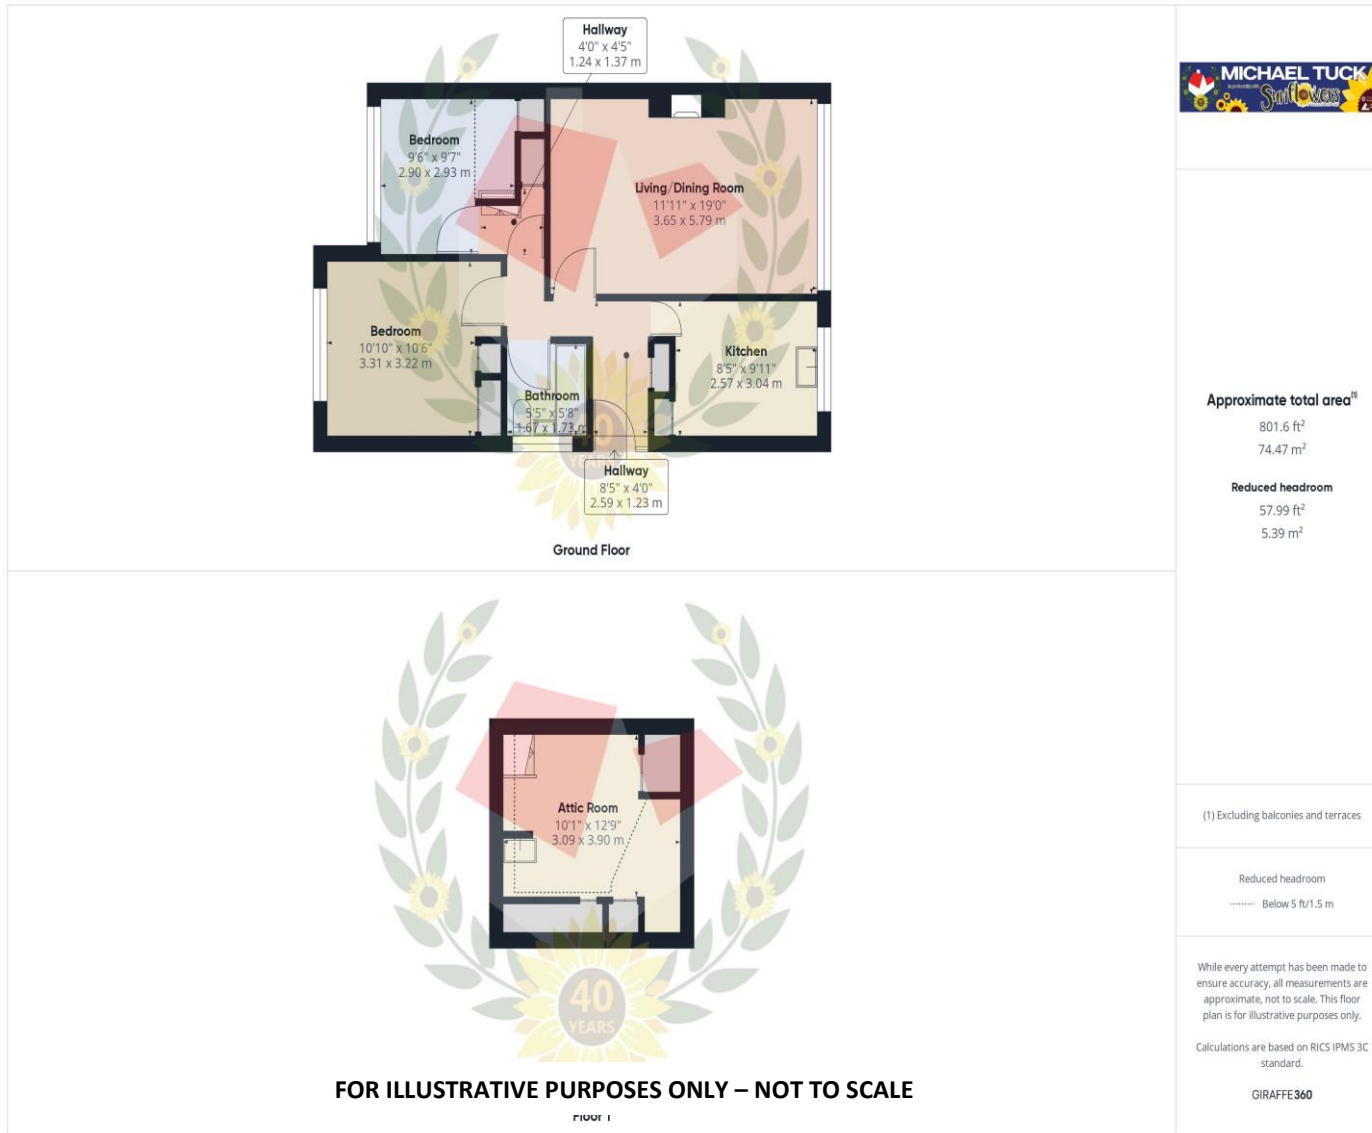 Hallway
4'0" x 4'5"
1.24 x 1.37 m
Bedroom
9'6" x 9'7"
2.90 x 2.93 m
Living/Dining Room
11'11" x 19'0"
3.65 x 5.79 m
Bedroom
10'10" x 10'6"
3.31 x 3.22 m
Kitchen
8'5" x 9'11"
2.57 x 3.04 m
Bathroom
5'5" x 5'8"
1.67 x 1.73 m
40
YEARS
Hallway
8'5" x 4'0"
2.59 x 1.23 m
Ground Floor
Attic Room
10'1" x 12'9"
3.09 x 3.90 m
40
YEARS
FOR ILLUSTRATIVE PURPOSES ONLY – NOT TO SCALE
Floor 1
MICHAEL TUCK
Sunflowers
Approximate total area⁽¹⁾
801.6 ft²
74.47 m²
Reduced headroom
57.99 ft²
5.39 m²
(1) Excluding balconies and terraces
Reduced headroom
Below 5 ft/1.5 m
While every attempt has been made to
ensure accuracy, all measurements are
approximate, not to scale. This floor
plan is for illustrative purposes only.
Calculations are based on RICS IPMS 3C
standard.
GIRAFFE360